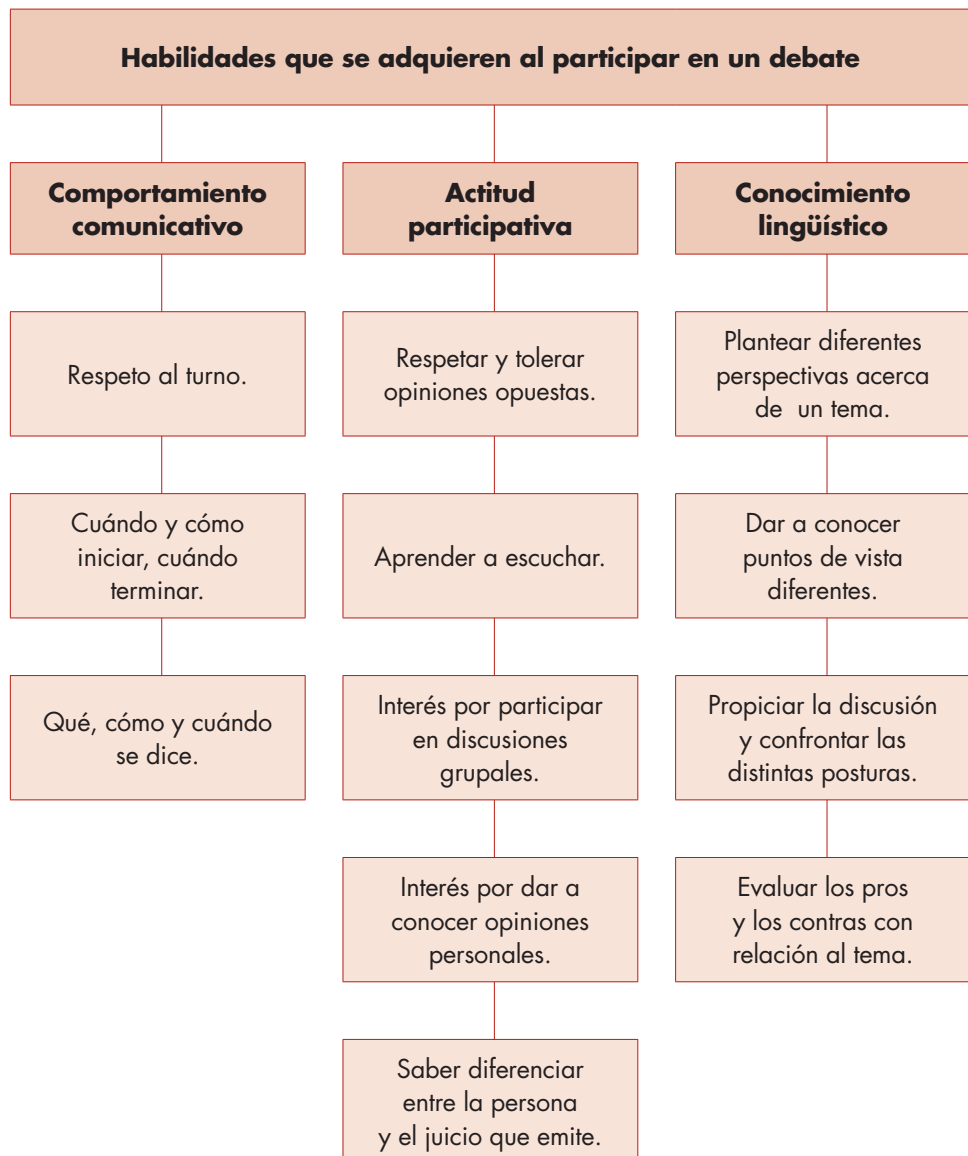 Habilidades que se adquieren al participar en un debate
Comportamiento
comunicativo
Respeto al turno.
Cuándo y cómo
iniciar, cuándo
terminar.
Qué, cómo y cuándo
se dice.
Actitud
participativa
Respetar y tolerar
opiniones opuestas.
Aprender a escuchar.
Interés por participar
en discusiones
grupales.
Interés por dar a
conocer opiniones
personales.
Saber diferenciar
entre la persona
y el juicio que emite.
Conocimiento
lingüístico
Plantear diferentes
perspectivas acerca
de un tema.
Dar a conocer
puntos de vista
diferentes.
Propiciar la discusión
y confrontar las
distintas posturas.
Evaluar los pros
y los contras con
relación al tema.